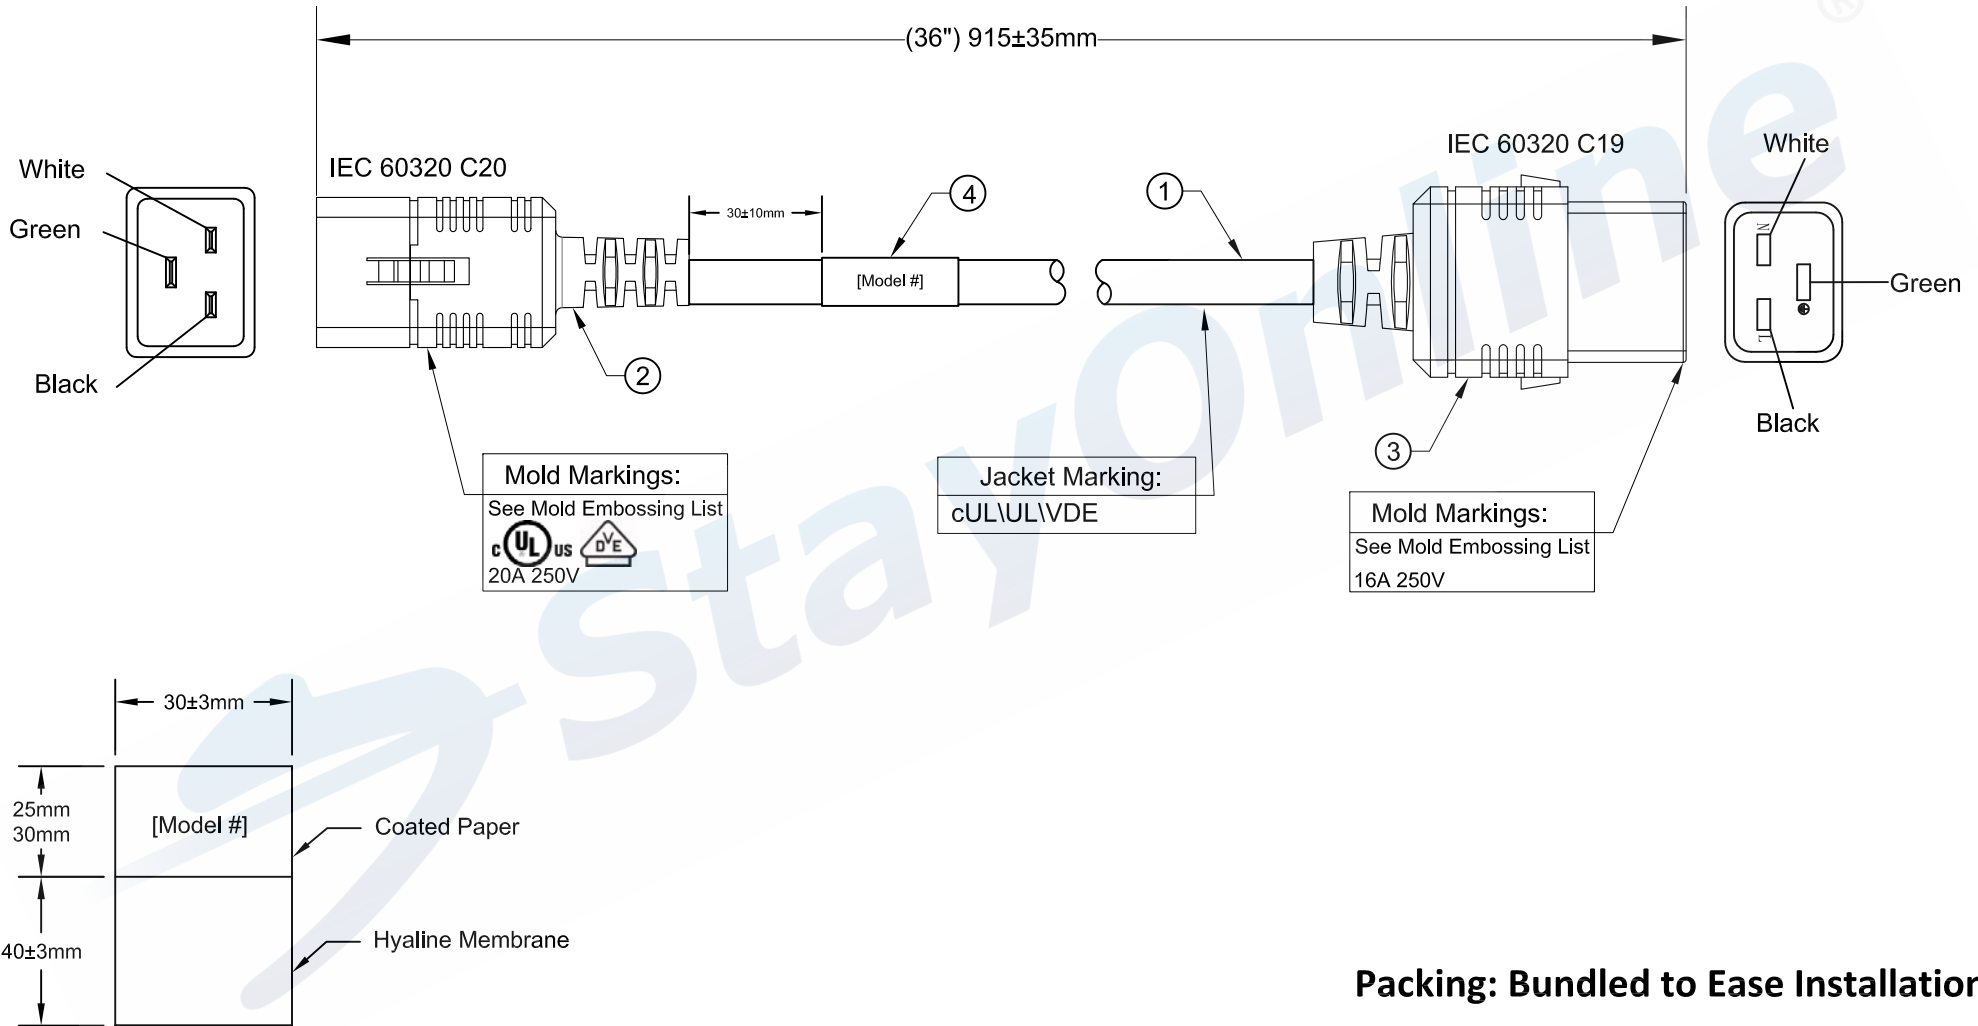 (36") 915±35mm
®
IEC 60320 C20
IEC 60320 C19
White
Green
Black
30±10mm
4
[Model #]
1
2
3
White
N
Green
L
Black
Mold Markings:
See Mold Embossing List
c UL US DVE
20A 250V
Jacket Marking:
cUL\UL\VDE
Mold Markings:
See Mold Embossing List
16A 250V
StayOnline
30±3mm
25mm
30mm
[Model #]
Coated Paper
40±3mm
Hyaline Membrane
Packing: Bundled to Ease Installation